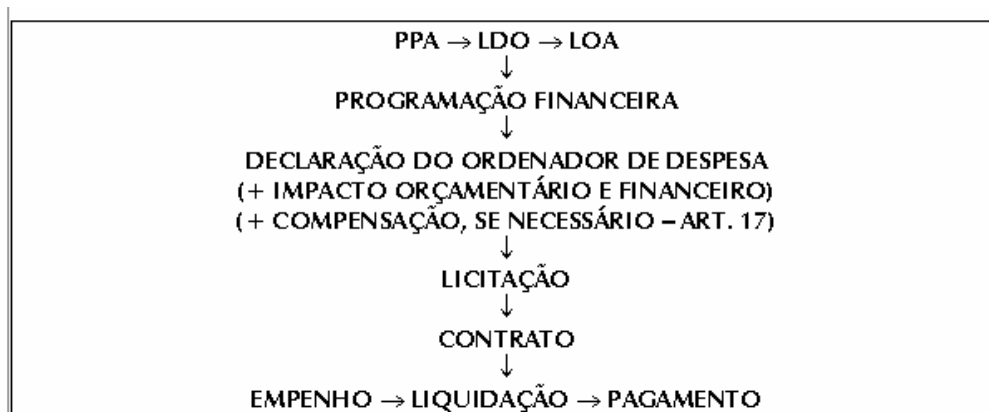 PPA → LDO → LOA
↓
PROGRAMAÇÃO FINANCEIRA
↓
DECLARAÇÃO DO ORDENADOR DE DESPESA
(+ IMPACTO ORÇAMENTÁRIO E FINANCEIRO)
(+ COMPENSAÇÃO, SE NECESSÁRIO – ART. 17)
↓
LICITAÇÃO
↓
CONTRATO
↓
EMPENHO → LIQUIDAÇÃO → PAGAMENTO